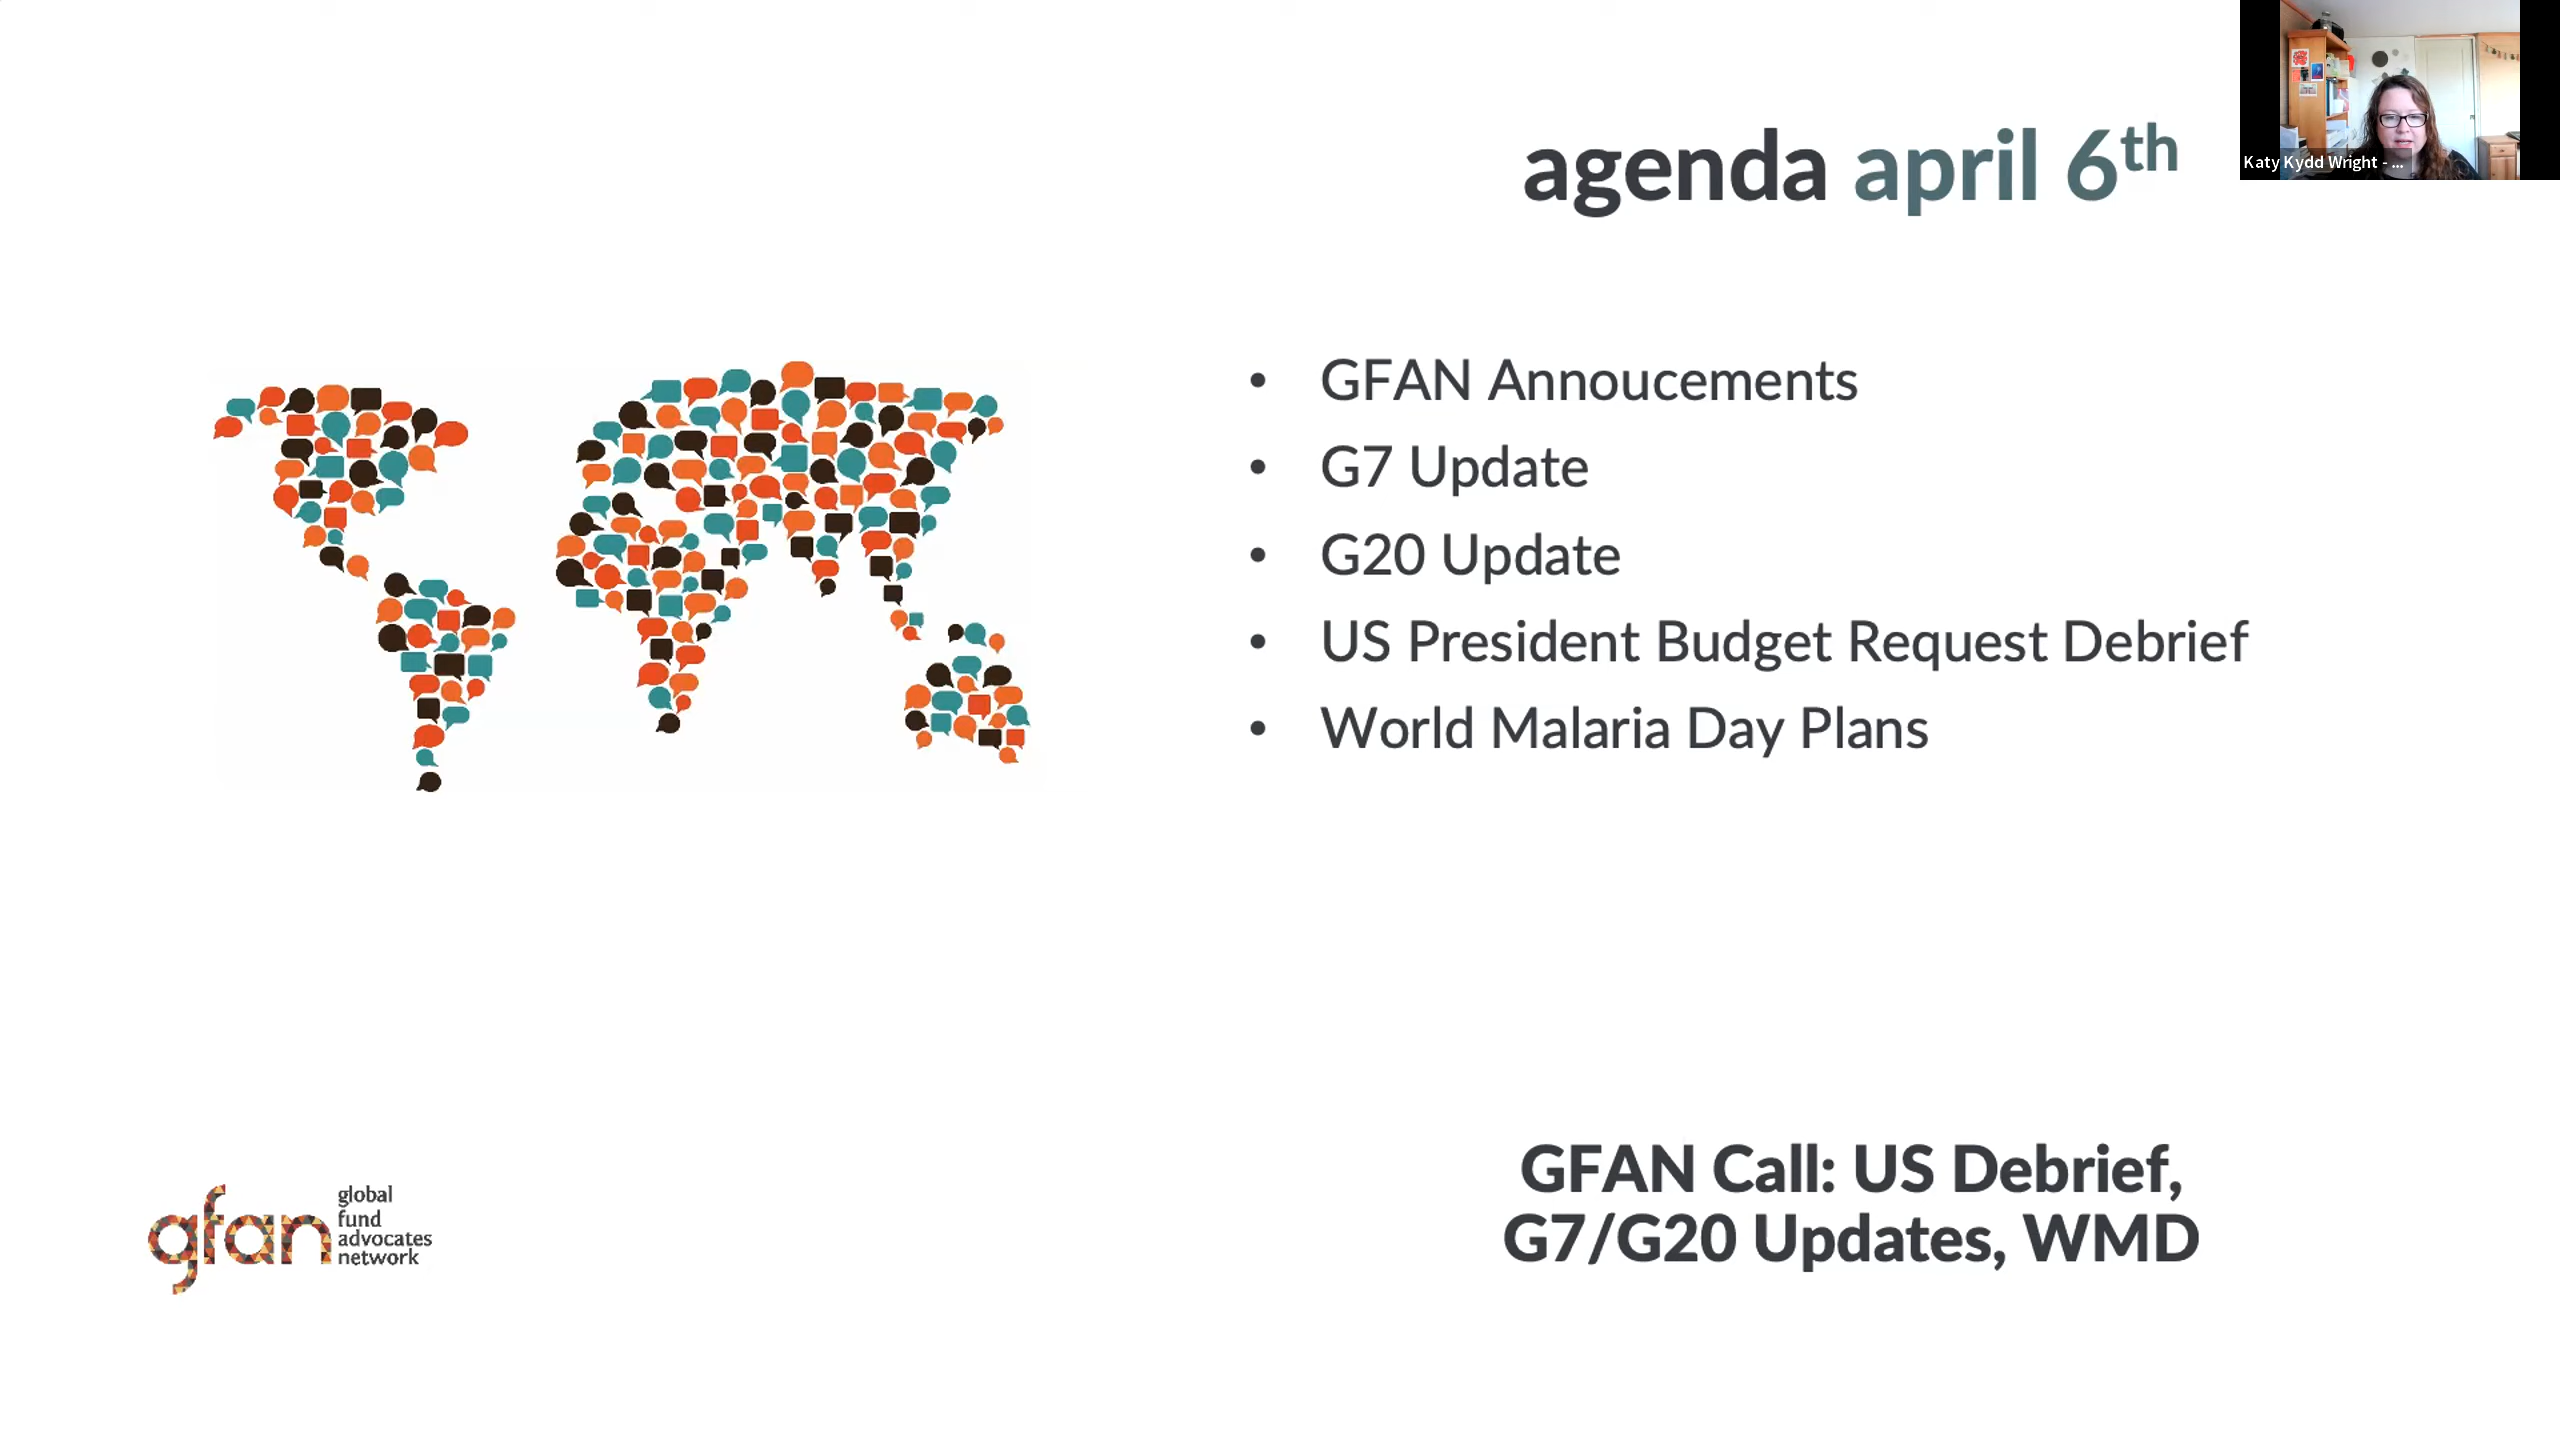 agenda april 6th
Katy Kydd Wright - ...
• GFAN Annoucements
• G7 Update
• G20 Update
• US President Budget Request Debrief
• World Malaria Day Plans
GFAN Call: US Debrief,
G7/G20 Updates, WMD
gfan
global
fund
advocates
network